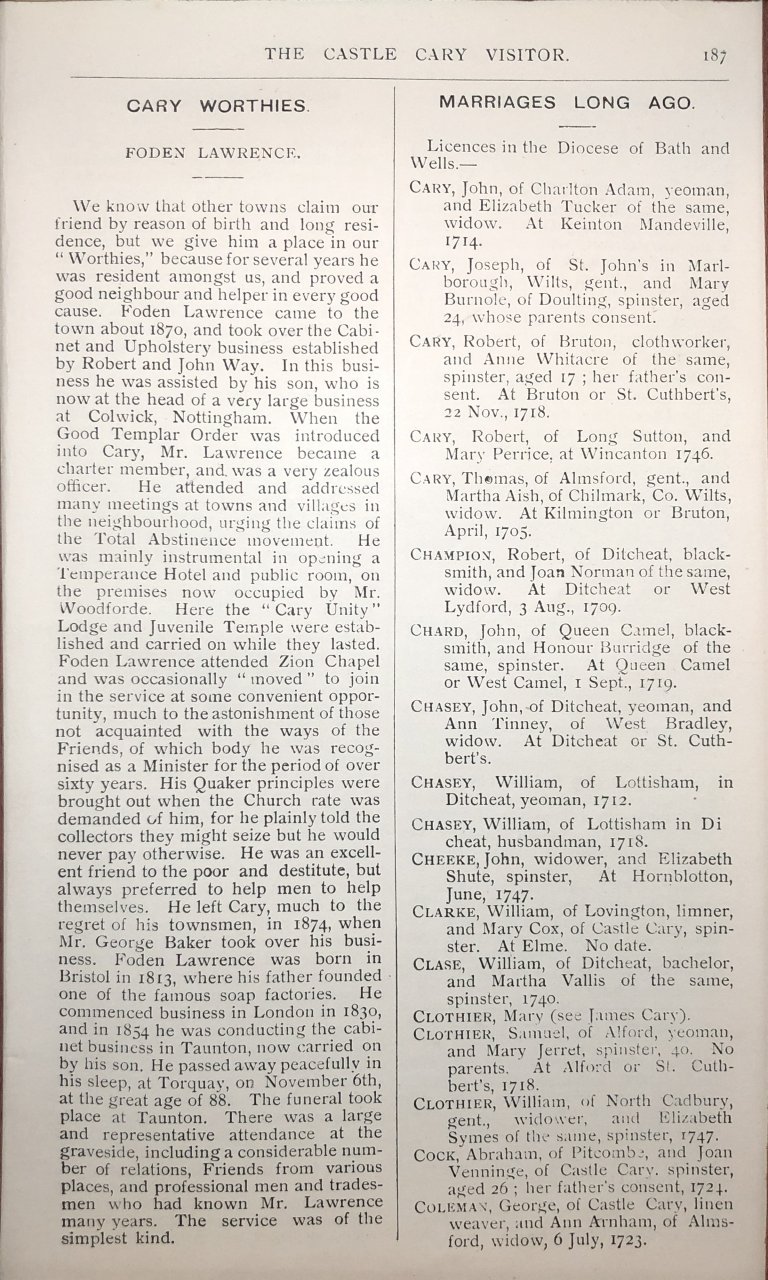 THE CASTLE CARY VISITOR. 187
CARY WORTHIES.
FODEN LAWRENCE.
We know that other towns claim our
friend by reason of birth and long resi-
dence, but we give him a place in our
“ Worthies,” because for several years he
was resident amongst us, and proved a
good neighbour and helper in every good
cause. Foden Lawrence came to the
town about 1870, and took over the Cabi-
net and Upholstery business established
by Robert and John Way. In this busi-
ness he was assisted by his son, who is
now at the head of a very large business
at Colwick, Nottingham. When the
Good Templar Order was introduced
into Cary, Mr. Lawrence became a
charter member, and was a very zealous
officer. He attended and addressed
many meetings at towns and villages in
the neighbourhood, urging the claims of
the Total Abstinence movement. He
was mainly instrumental in opening a
Temperance Hotel and public room, on
the premises now occupied by Mr.
Woodforde. Here the “ Cary Unity ”
Lodge and Juvenile Temple were estab-
lished and carried on while they lasted.
Foden Lawrence attended Zion Chapel
and was occasionally “ moved ” to join
in the service at some convenient oppor-
tunity, much to the astonishment of those
not acquainted with the ways of the
Friends, of which body he was recog-
nised as a Minister for the period of over
sixty years. His Quaker principles were
brought out when the Church rate was
demanded of him, for he plainly told the
collectors they might seize but he would
never pay otherwise. He was an excell-
ent friend to the poor and destitute, but
always preferred to help men to help
themselves. He left Cary, much to the
regret of his townsmen, in 1874, when
Mr. George Baker took over his busi-
ness. Foden Lawrence was born in
Bristol in 1813, where his father founded
one of the famous soap factories. He
commenced business in London in 1830,
and in 1854 he was conducting the cabi-
net business in Taunton, now carried on
by his son. He passed away peacefully in
his sleep, at Torquay, on November 6th,
at the great age of 88. The funeral took
place at Taunton. There was a large
and representative attendance at the
graveside, including a considerable num-
ber of relations, Friends from various
places, and professional men and trades-
men who had known Mr. Lawrence
many years. The service was of the
simplest kind.
MARRIAGES LONG AGO.
Licences in the Diocese of Bath and
Wells.—
CARY, John, of Charlton Adam, yeoman,
and Elizabeth Tucker of the same,
widow. At Keinton Mandeville,
1714.
CARY, Joseph, of St. John's in Marl-
borough, Wilts, gent., and Mary
Burnole, of Doulting, spinster, aged
24, whose parents consent.
CARY, Robert, of Bruton, clothworker,
and Anne Whitacre of the same,
spinster, aged 17 ; her father's con-
sent. At Bruton or St. Cuthbert's,
22 Nov., 1718.
CARY, Robert, of Long Sutton, and
Mary Perrice, at Wincanton 1746.
CARY, Thomas, of Almsford, gent., and
Martha Aish, of Chilmark, Co. Wilts,
widow. At Kilmington or Bruton,
April, 1705.
CHAMPION, Robert, of Ditcheat, black-
smith, and Joan Norman of the same,
widow. At Ditcheat or West
Lydford, 3 Aug., 1709.
CHARD, John, of Queen Camel, black-
smith, and Honour Burridge of the
same, spinster. At Queen Camel
or West Camel, 1 Sept., 1719.
CHASEY, John, of Ditcheat, yeoman, and
Ann Tinney, of West Bradley,
widow. At Ditcheat or St. Cuth-
bert's.
CHASEY, William, of Lottisham, in
Ditcheat, yeoman, 1712.
CHASEY, William, of Lottisham in Di
cheat, husbandman, 1718.
CHEEKE, John, widower, and Elizabeth
Shute, spinster, At Hornblotton,
June, 1747.
CLARKE, William, of Lovington, limner,
and Mary Cox, of Castle Cary, spin-
ster. At Elme. No date.
CLASE, William, of Ditcheat, bachelor,
and Martha Vallis of the same,
spinster, 1740.
CLOTHIER, Mary (see James Cary).
CLOTHIER, Samuel, of Alford, yeoman,
and Mary Jerret, spinster, 40. No
parents. At Alford or St. Cuth-
bert's, 1718.
CLOTHIER, William, of North Cadbury,
gent., widower, and Elizabeth
Symes of the same, spinster, 1747.
COCK, Abraham, of Pitcombe, and Joan
Venninge, of Castle Cary. spinster,
aged 26 ; her father's consent, 1724.
COLEMAN, George, of Castle Cary, linen
weaver, and Ann Arnham, of Alms-
ford, widow, 6 July, 1723.